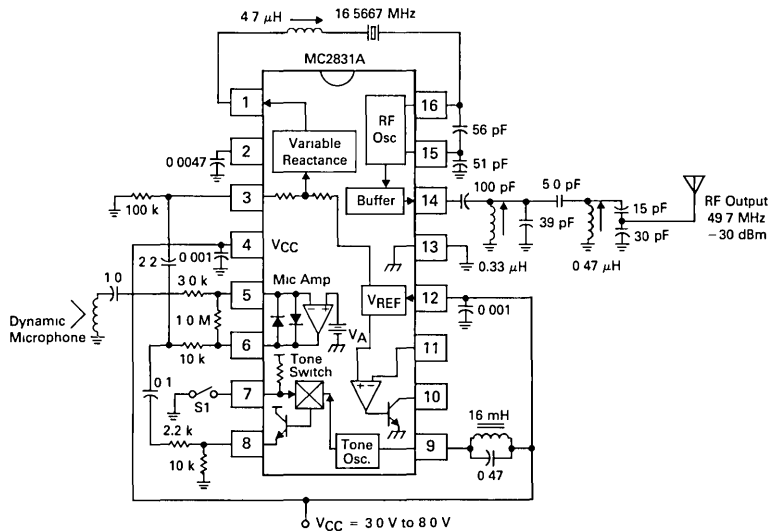 4 7 μH
16 5667 MHz
MC2831A
1
16
RF
Osc
56 pF
2
Variable
Reactance
15
51 pF
0 0047
3
Buffer
14
100 pF
5 0 pF
15 pF
RF Output
49 7 MHz
−30 dBm
100 k
39 pF
30 pF
4
VCC
13
0.33 μH
0 47 μH
2 2
0 001
1 0
3 0 k
5
Mic Amp
VREF
12
0 001
Dynamic
Microphone
1 0 M
VA
10 k
6
11
0 1
Tone
Switch
S1
7
10
16 mH
2.2 k
8
Tone
Osc.
9
0 47
10 k
VCC = 3 0 V to 8 0 V